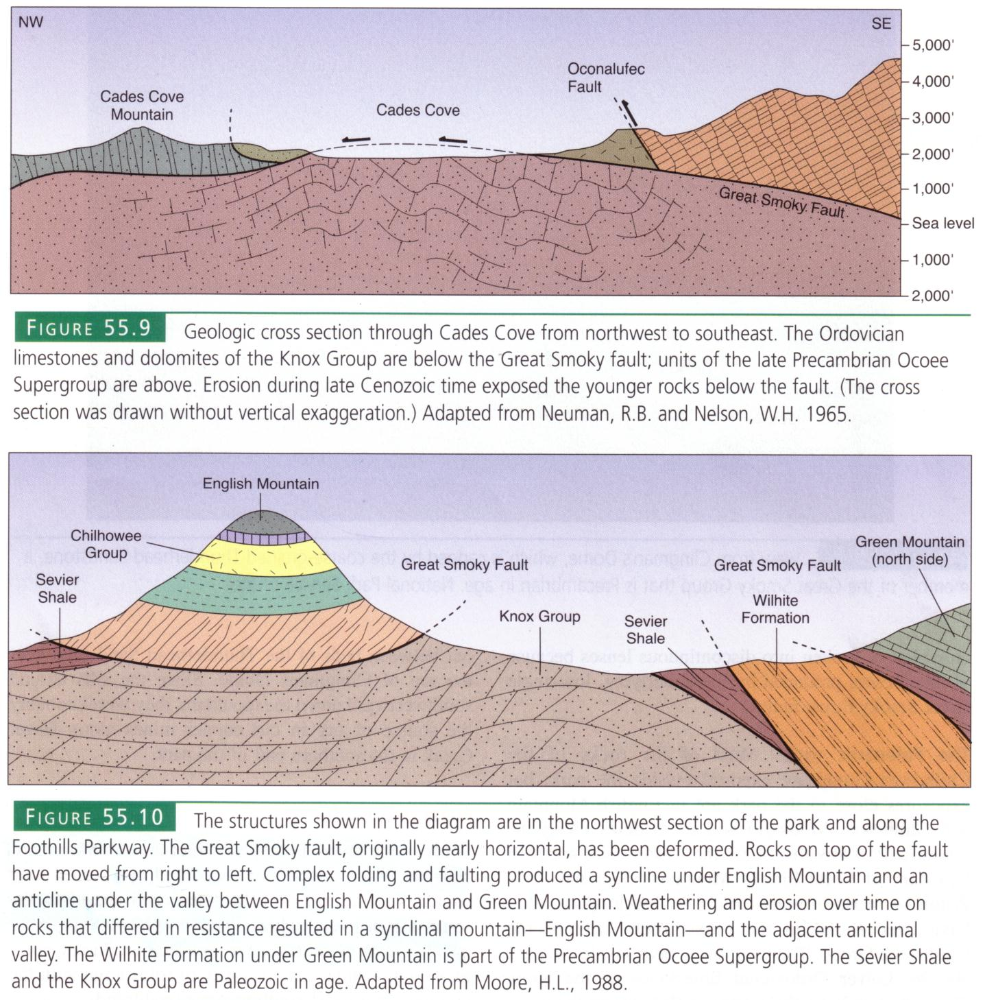 NW
SE
5,000'
4,000'
3,000'
2,000'
1,000'
Sea level
1,000'
2,000'
Oconalufec
Fault
Cades Cove
Mountain
Cades Cove
Great Smoky Fault
FIGURE 55.9 Geologic cross section through Cades Cove from northwest to southeast. The Ordovician
limestones and dolomites of the Knox Group are below the Great Smoky fault; units of the late Precambrian Ocoee
Supergroup are above. Erosion during late Cenozoic time exposed the younger rocks below the fault. (The cross
section was drawn without vertical exaggeration.) Adapted from Neuman, R.B. and Nelson, W.H. 1965.
English Mountain
Chilhowee
Group
Sevier
Shale
Great Smoky Fault
Knox Group
Sevier
Shale
Great Smoky Fault
Wilhite
Formation
Green Mountain
(north side)
FIGURE 55.10 The structures shown in the diagram are in the northwest section of the park and along the
Foothills Parkway. The Great Smoky fault, originally nearly horizontal, has been deformed. Rocks on top of the fault
have moved from right to left. Complex folding and faulting produced a syncline under English Mountain and an
anticline under the valley between English Mountain and Green Mountain. Weathering and erosion over time on
rocks that differed in resistance resulted in a synclinal mountain—English Mountain—and the adjacent anticlinal
valley. The Wilhite Formation under Green Mountain is part of the Precambrian Ocoee Supergroup. The Sevier Shale
and the Knox Group are Paleozoic in age. Adapted from Moore, H.L., 1988.